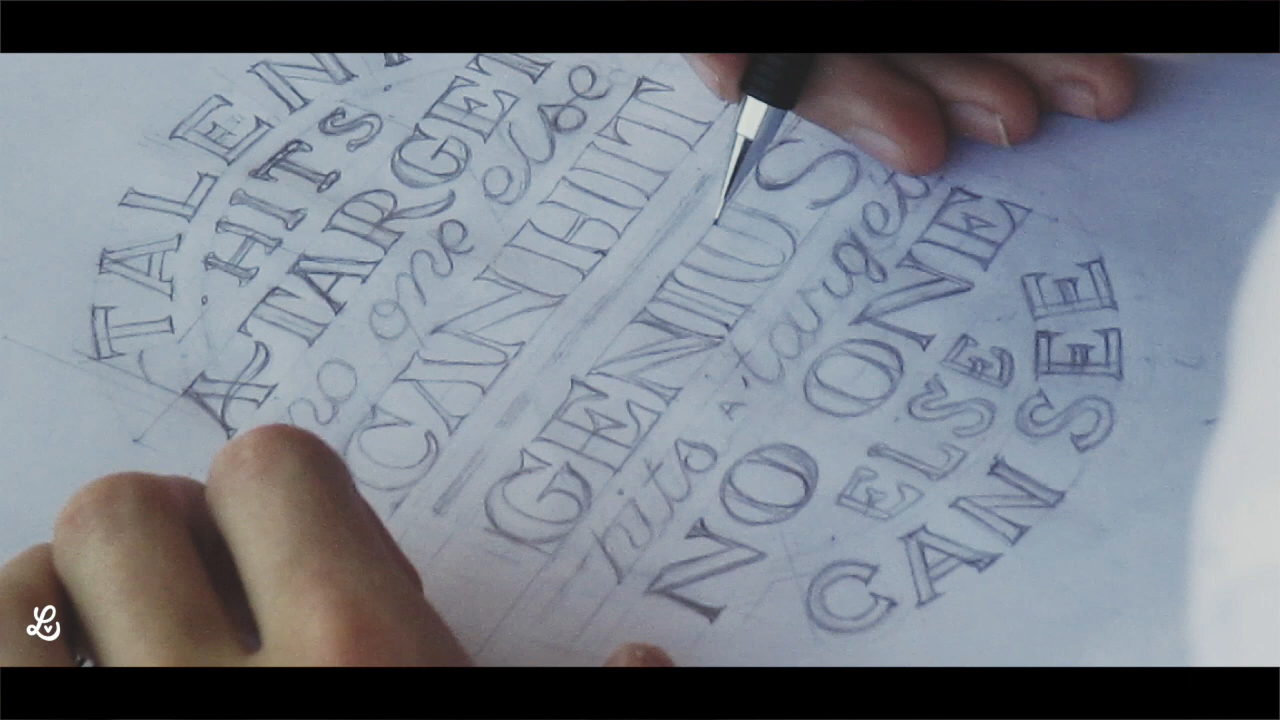 TALENT
HITS
A TARGET
no one else
CAN HIT
GENIUS
hits a target
NO ONE
ELSE
CAN SEE